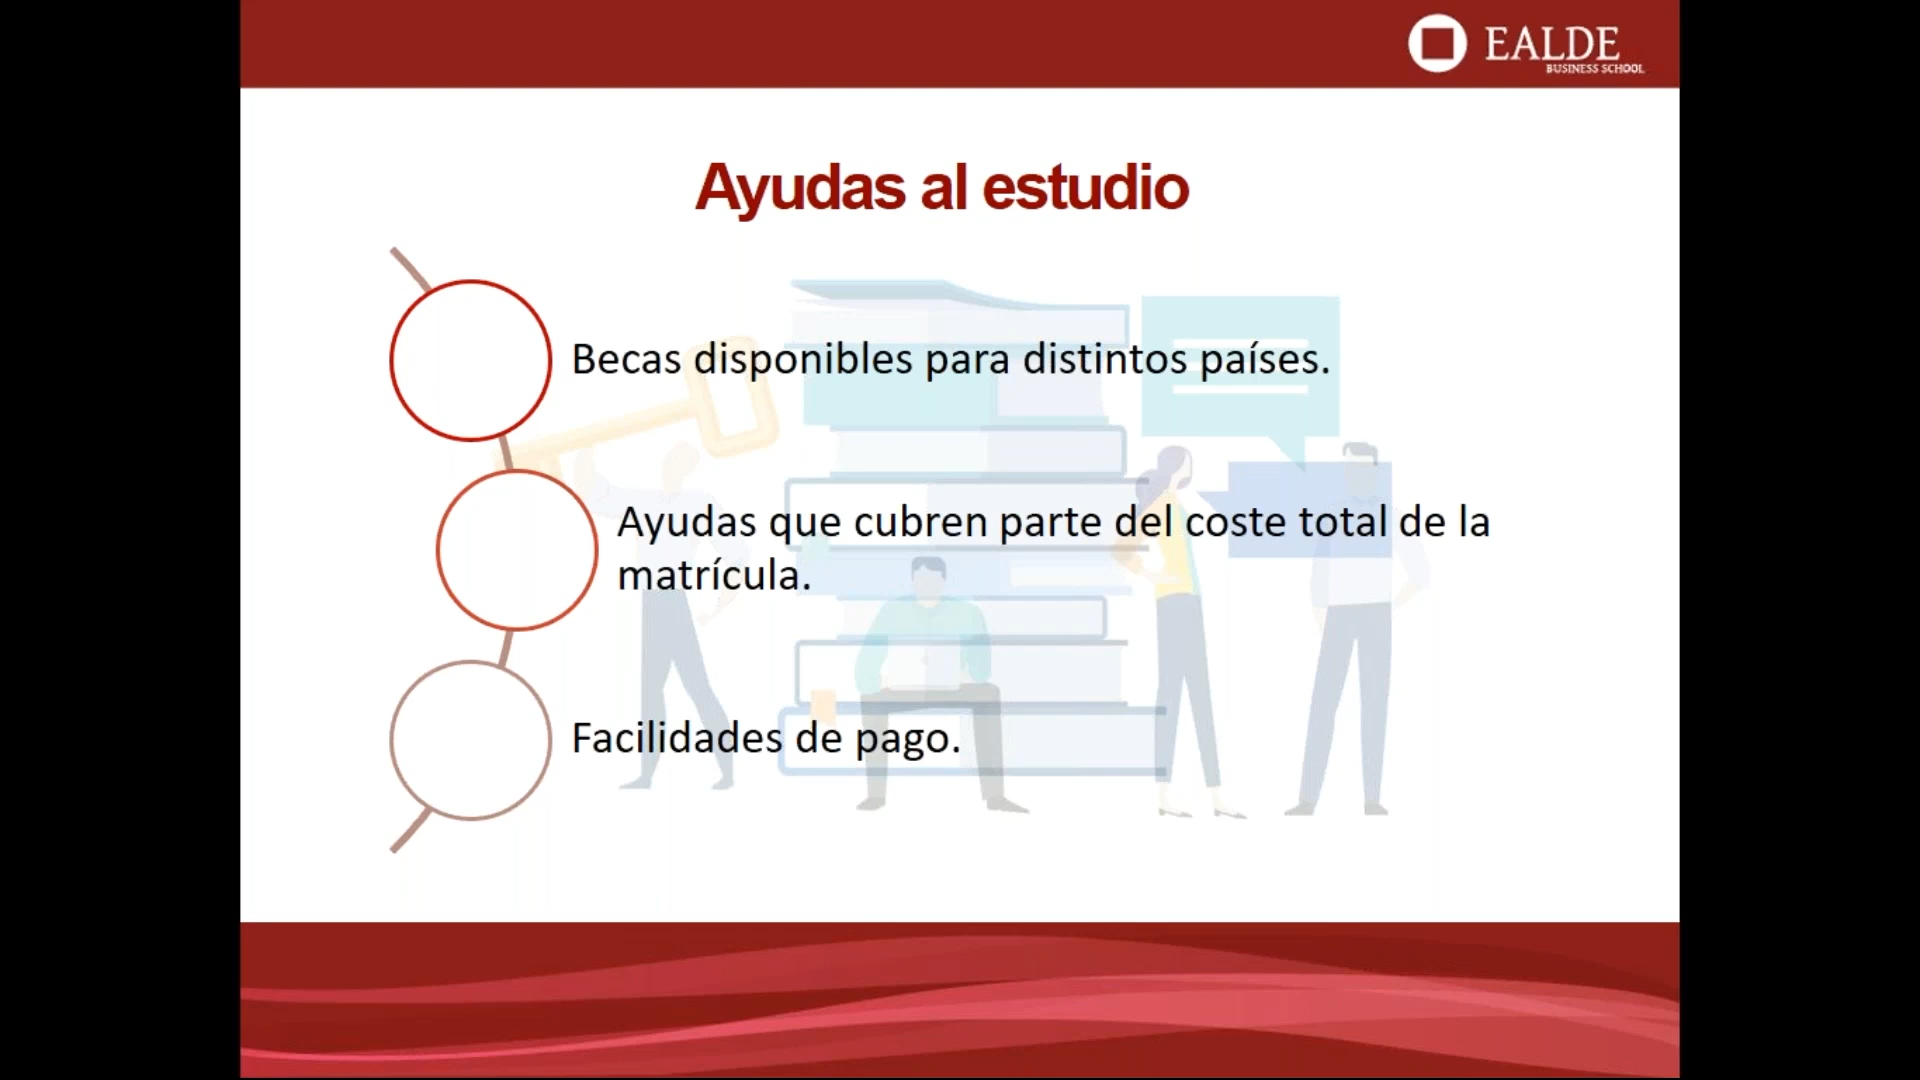 EALDE
BUSINESS SCHOOL
Ayudas al estudio
Becas disponibles para distintos países.
Ayudas que cubren parte del coste total de la
matrícula.
Facilidades de pago.